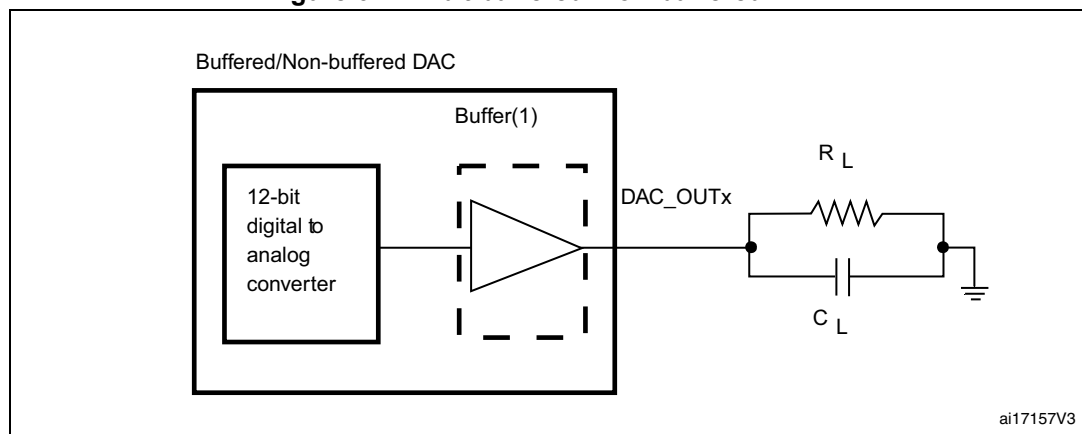 Buffered/Non-buffered DAC
Buffer(1)
12-bit
digital to
analog
converter
DAC_OUTx
R L
C L
ai17157V3